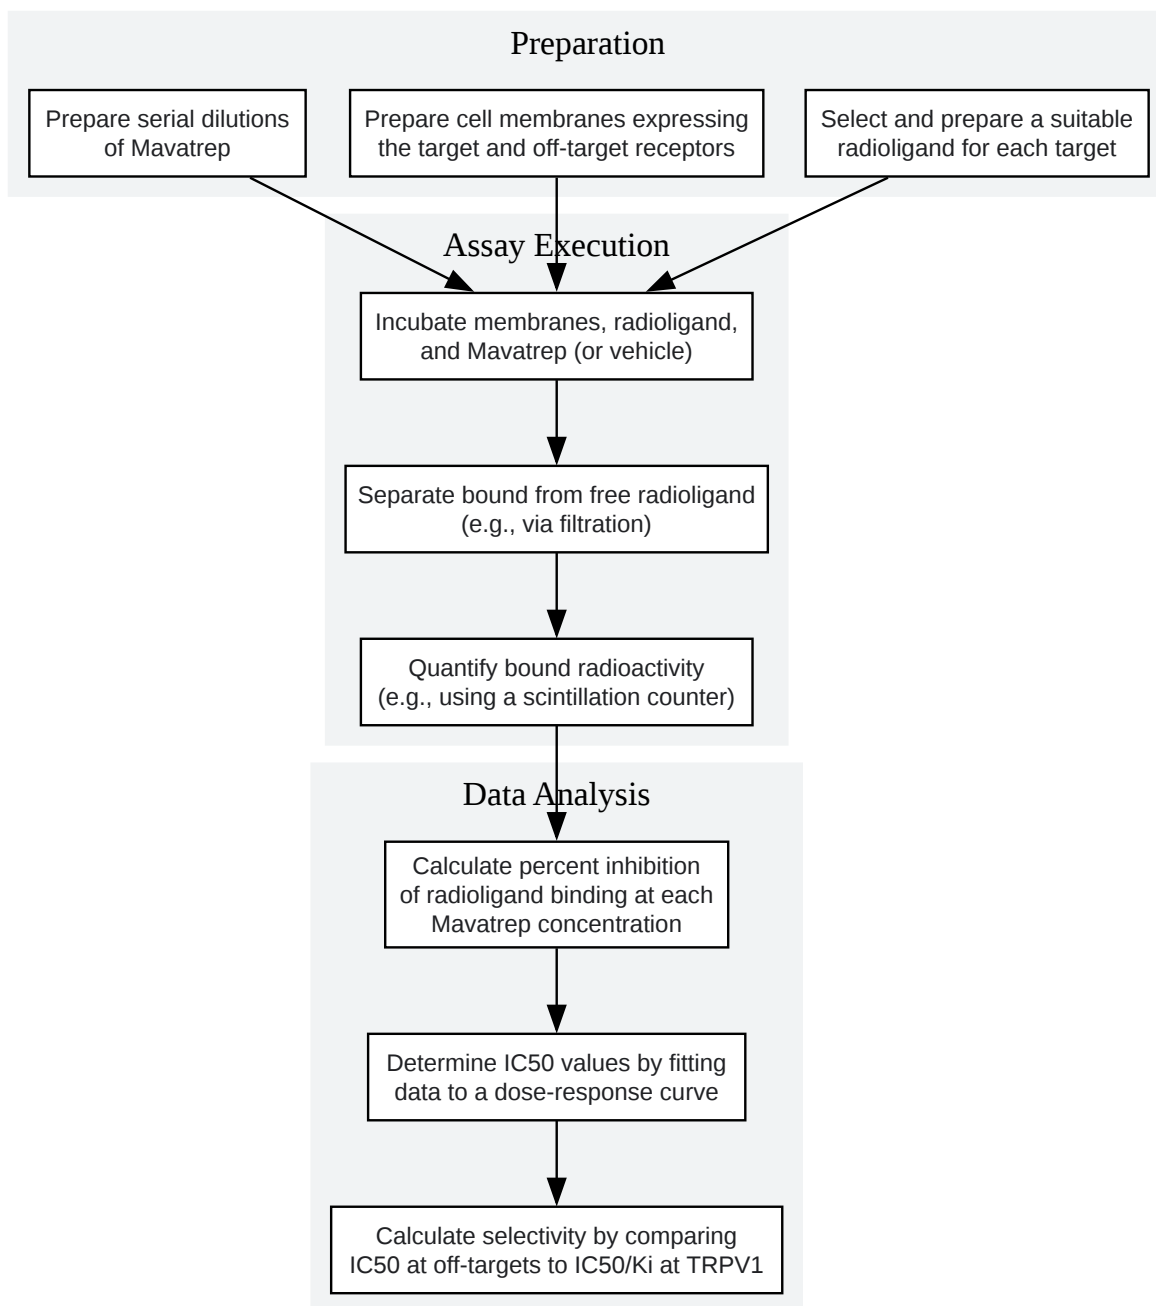 Preparation
Prepare serial dilutions
of Mavatrep
Prepare cell membranes expressing
the target and off-target receptors
Select and prepare a suitable
radioligand for each target
Assay Execution
Incubate membranes, radioligand,
and Mavatrep (or vehicle)
Separate bound from free radioligand
(e.g., via filtration)
Quantify bound radioactivity
(e.g., using a scintillation counter)
Data Analysis
Calculate percent inhibition
of radioligand binding at each
Mavatrep concentration
Determine IC50 values by fitting
data to a dose-response curve
Calculate selectivity by comparing
IC50 at off-targets to IC50/Ki at TRPV1